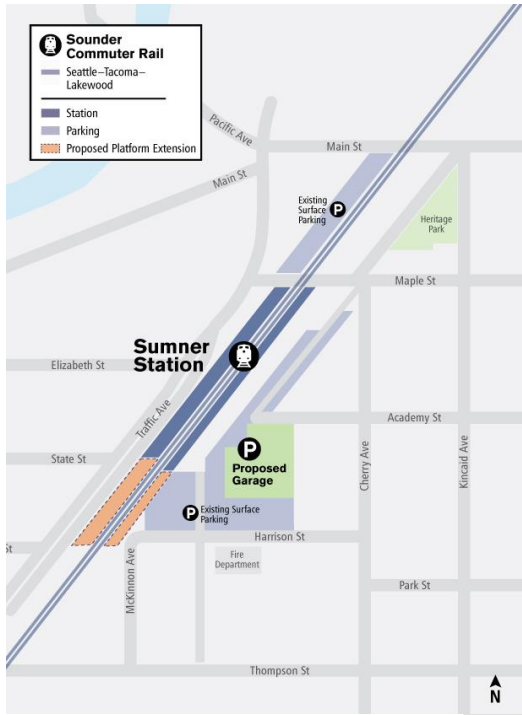 Sounder
Commuter Rail
Seattle–Tacoma–
Lakewood
Station
Parking
Proposed Platform Extension
Pacific Ave
Main St
Main St
Existing
Surface
Parking
P
Heritage
Park
Maple St
Sumner
Station
Elizabeth St
Traffic Ave
Academy St
P
Proposed
Garage
Cherry Ave
Kincaid Ave
State St
P
Existing Surface
Parking
Harrison St
St
Fire
Department
McKinnon Ave
Park St
Thompson St
N